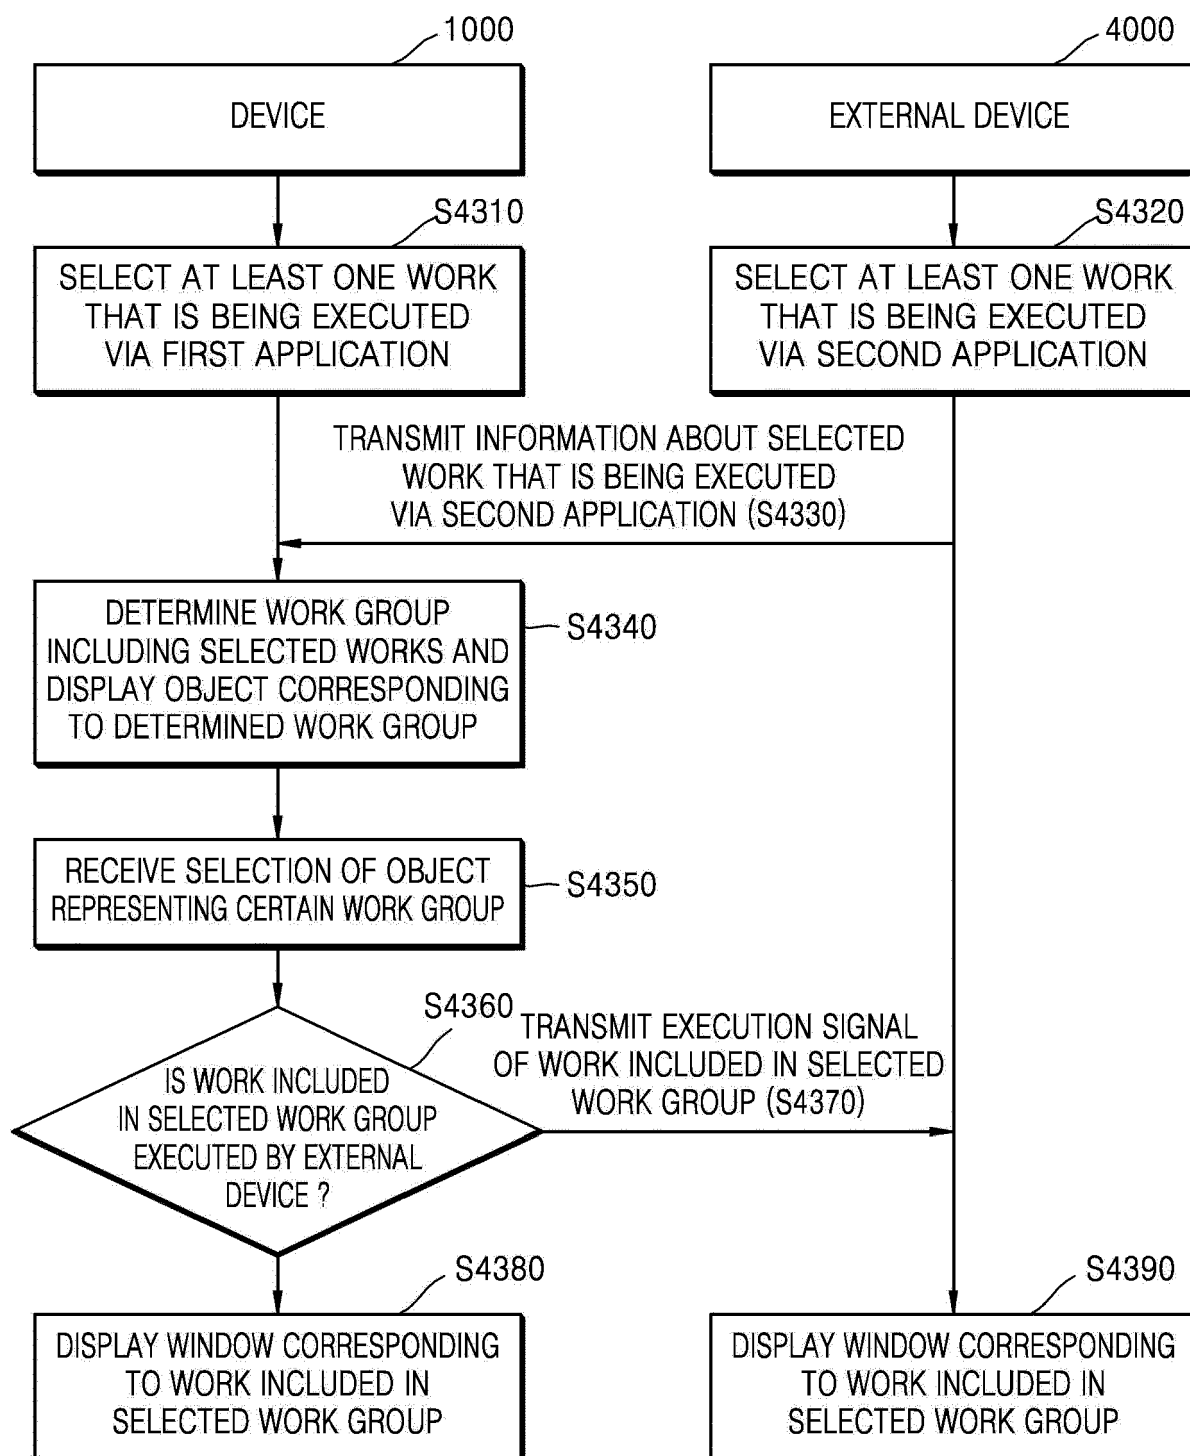 1000
4000
DEVICE
EXTERNAL DEVICE
S4310
S4320
SELECT AT LEAST ONE WORK
THAT IS BEING EXECUTED
VIA FIRST APPLICATION
SELECT AT LEAST ONE WORK
THAT IS BEING EXECUTED
VIA SECOND APPLICATION
TRANSMIT INFORMATION ABOUT SELECTED
WORK THAT IS BEING EXECUTED
VIA SECOND APPLICATION (S4330)
DETERMINE WORK GROUP
INCLUDING SELECTED WORKS AND
DISPLAY OBJECT CORRESPONDING
TO DETERMINED WORK GROUP
S4340
RECEIVE SELECTION OF OBJECT
REPRESENTING CERTAIN WORK GROUP
S4350
S4360
IS WORK INCLUDED
IN SELECTED WORK GROUP
EXECUTED BY EXTERNAL
DEVICE ?
TRANSMIT EXECUTION SIGNAL
OF WORK INCLUDED IN SELECTED
WORK GROUP (S4370)
S4380
S4390
DISPLAY WINDOW CORRESPONDING
TO WORK INCLUDED IN
SELECTED WORK GROUP
DISPLAY WINDOW CORRESPONDING
TO WORK INCLUDED IN
SELECTED WORK GROUP